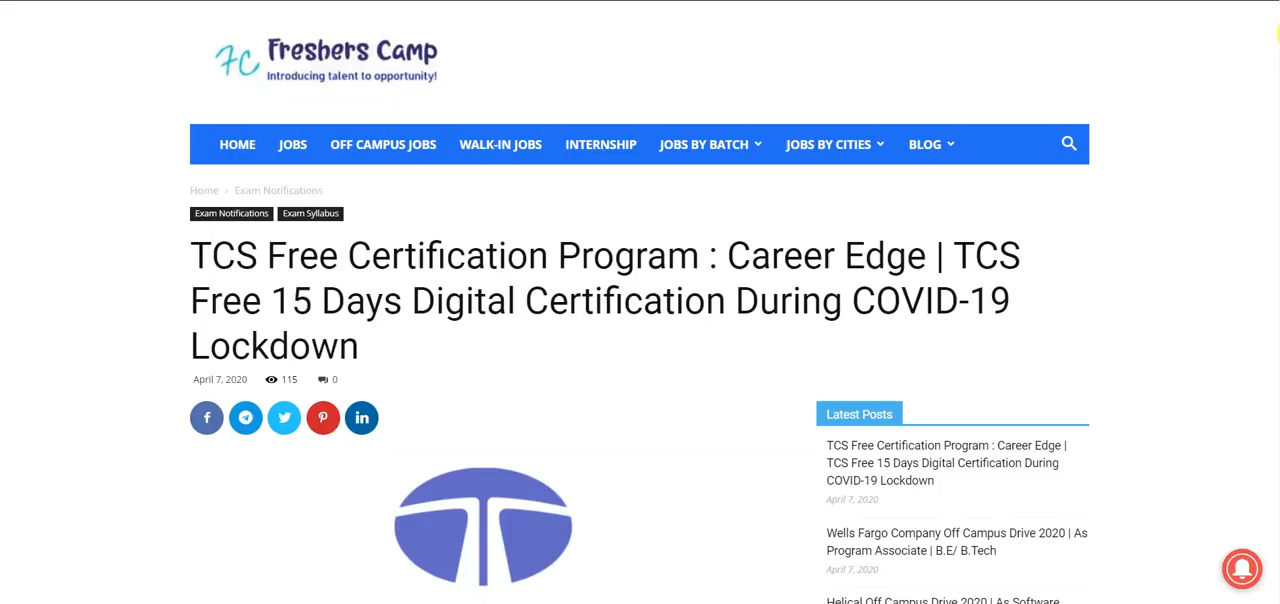 Freshers Camp
Introducing talent to opportunity!
HOME JOBS OFF CAMPUS JOBS WALK-IN JOBS INTERNSHIP JOBS BY BATCH JOBS BY CITIES BLOG
Home › Exam Notifications
Exam Notifications Exam Syllabus
TCS Free Certification Program : Career Edge | TCS
Free 15 Days Digital Certification During COVID-19
Lockdown
April 7, 2020 115 0
Latest Posts
TCS Free Certification Program : Career Edge |
TCS Free 15 Days Digital Certification During
COVID-19 Lockdown
April 7, 2020
Wells Fargo Company Off Campus Drive 2020 | As
Program Associate | B.E/ B.Tech
April 7, 2020
Helical Off Campus Drive 2020 | As Software